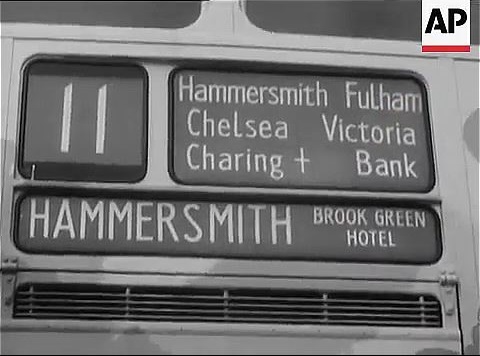 AP
11
Hammersmith Fulham
Chelsea Victoria
Charing + Bank
HAMMERSMITH BROOK GREEN
HOTEL